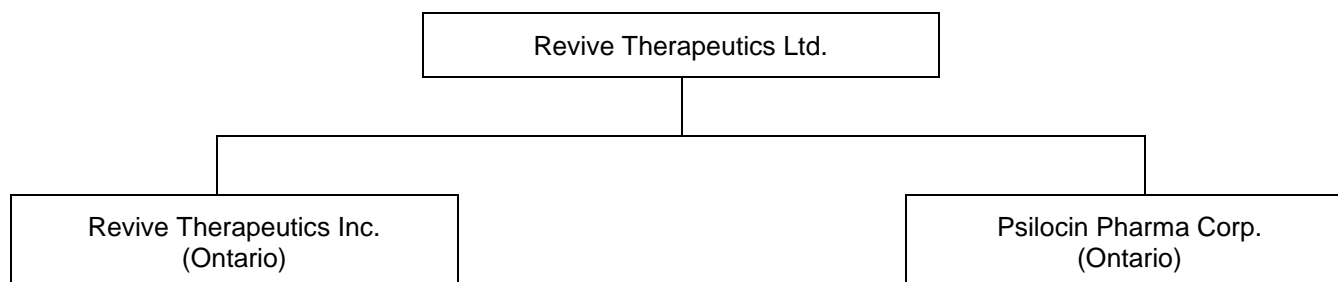 Revive Therapeutics Ltd.
Revive Therapeutics Inc.
(Ontario)
Psilocin Pharma Corp.
(Ontario)